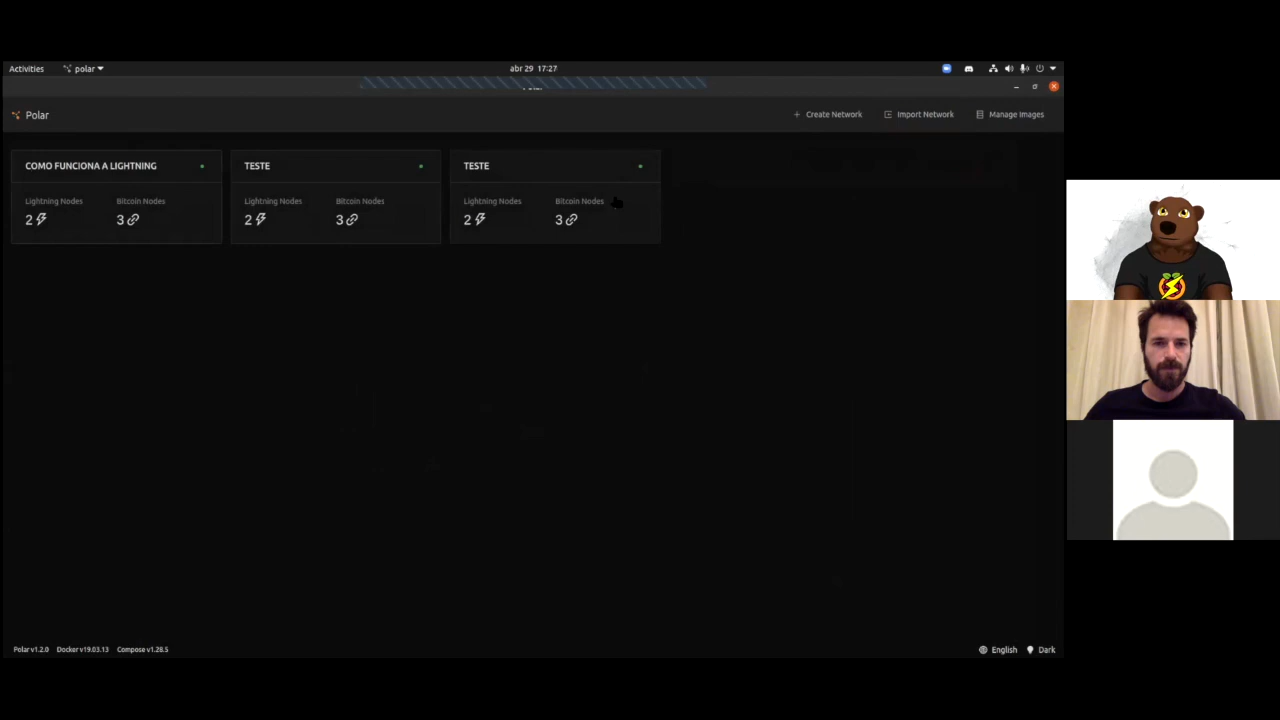 Activities polar abr 29 17:27
Polar Create Network Import Network Manage Images
COMO FUNCIONA A LIGHTNING TESTE TESTE
Lightning Nodes Bitcoin Nodes Lightning Nodes Bitcoin Nodes Lightning Nodes Bitcoin Nodes
2 3 2 3 2 3
Polar v1.2.0 Docker v19.03.13 Compose v1.28.5 English Dark